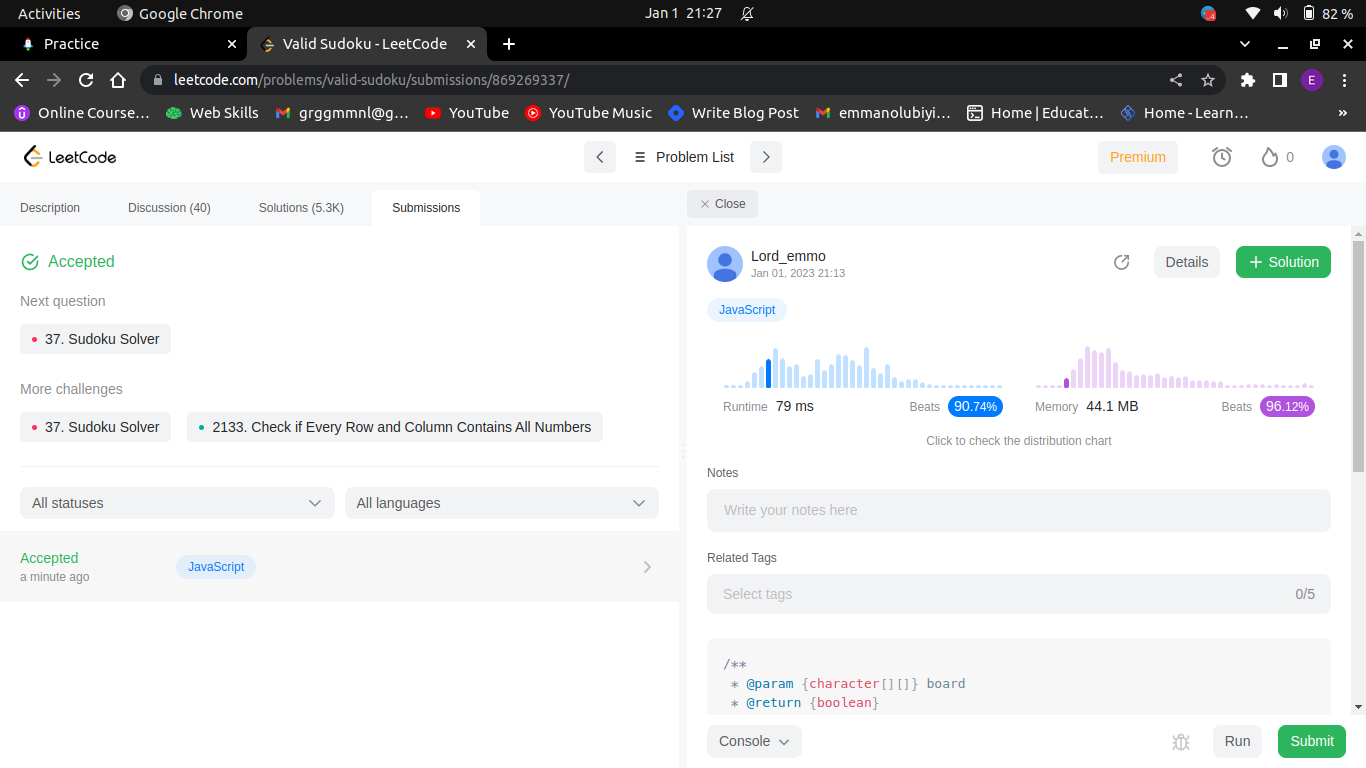 Activities Google Chrome Jan 1 21:27 82 %
Practice Valid Sudoku - LeetCode
leetcode.com/problems/valid-sudoku/submissions/869269337/ E
Online Course… Web Skills grggmmnl@g… YouTube YouTube Music Write Blog Post emmanolubiyi… Home | Educat… Home - Learn… »
LeetCode Problem List Premium 0
Description Discussion (40) Solutions (5.3K) Submissions Close
Accepted
Next question
37. Sudoku Solver
More challenges
37. Sudoku Solver 2133. Check if Every Row and Column Contains All Numbers
All statuses All languages
Accepted JavaScript
a minute ago
Lord_emmo Details + Solution
Jan 01, 2023 21:13
JavaScript
Runtime 79 ms Beats 90.74% Memory 44.1 MB Beats 96.12%
Click to check the distribution chart
Notes
Write your notes here
Related Tags
Select tags 0/5
/**
* @param {character[][]} board
* @return {boolean}
Console Run Submit